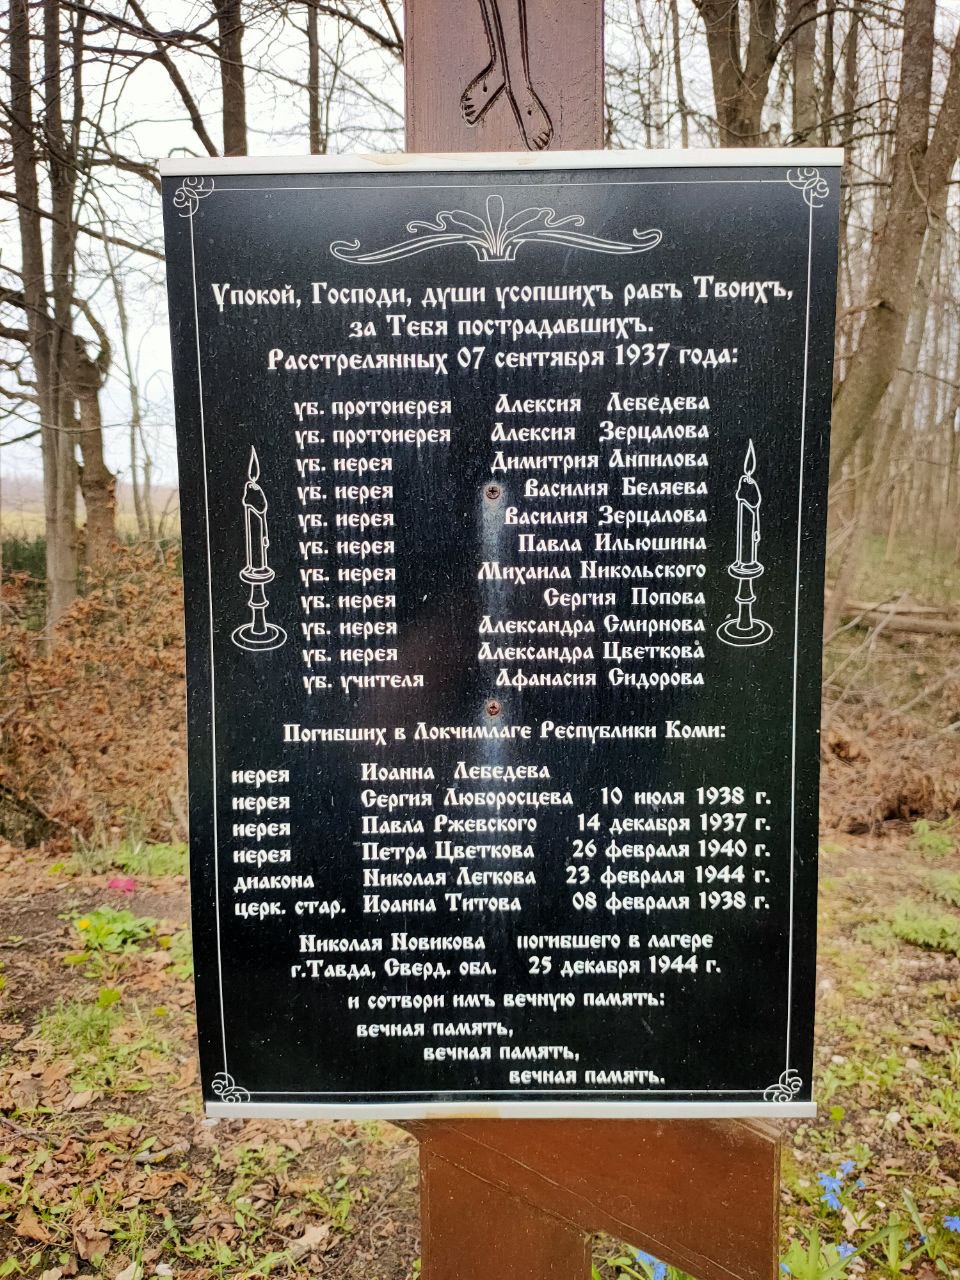 Упокой, Господи, души усопшихъ рабъ Твоихъ,
за Тебя пострадавшихъ.
Расстрелянных 07 сентября 1937 года:
уб. протоиерея Алексия Лебедева
уб. протоиерея Алексия Зерцалова
уб. иерея Димитрия Анпилова
уб. иерея Василия Беляева
уб. иерея Василия Зерцалова
уб. иерея Павла Ильюшина
уб. иерея Михаила Никольского
уб. иерея Сергия Попова
уб. иерея Александра Смирнова
уб. иерея Александра Цветкова
уб. учителя Афанасия Сидорова
Погибших в Локчимлаге Республики Коми:
иерея Иоанна Лебедева
иерея Сергия Люборосцева 10 июля 1938 г.
иерея Павла Ржевского 14 декабря 1937 г.
иерея Петра Цветкова 26 февраля 1940 г.
диакона Николая Легкова 23 февраля 1944 г.
церк. стар. Иоанна Титова 08 февраля 1938 г.
Николая Новикова погибшего в лагере
г.Тавда, Сверд. обл. 25 декабря 1944 г.
и сотвори имъ вечную память:
вечная память,
вечная память,
вечная память.